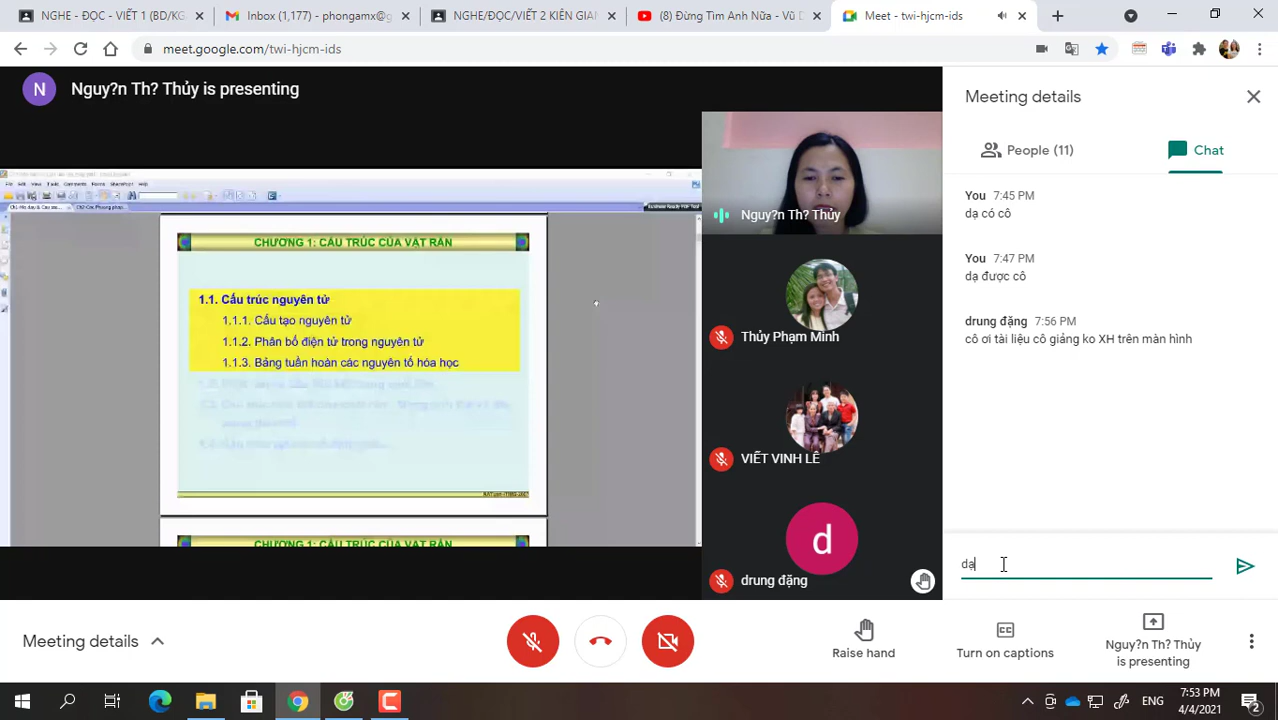 NGHE - ĐỌC - VIẾT 1 (BD/KG
Inbox (1,177) - phongamx@g
NGHE/ĐỌC/VIẾT 2 KIÊN GIAN
(8) Đừng Tìm Anh Nữa - Vũ D
Meet - twi-hjcm-ids
meet.google.com/twi-hjcm-ids
N
Nguy?n Th? Thủy is presenting
CHƯƠNG 1: CẤU TRÚC CỦA VẬT RẮN
1.1. Cấu trúc nguyên tử
1.1.1. Cấu tạo nguyên tử
1.1.2. Phân bố điện tử trong nguyên tử
1.1.3. Bảng tuần hoàn các nguyên tố hóa học
CHƯƠNG 1: CẤU TRÚC CỦA VẬT RẮN
Nguy?n Th? Thủy
Thủy Phạm Minh
VIẾT VINH LÊ
d
drung đặng
Meeting details
People (11)
Chat
You 7:45 PM
dạ có cô
You 7:47 PM
dạ được cô
drung đặng 7:56 PM
cô ơi tài liệu cô giảng ko XH trên màn hình
dạ
Meeting details
Raise hand
CC
Turn on captions
Nguy?n Th? Thủy
is presenting
ENG
7:53 PM
4/4/2021
2